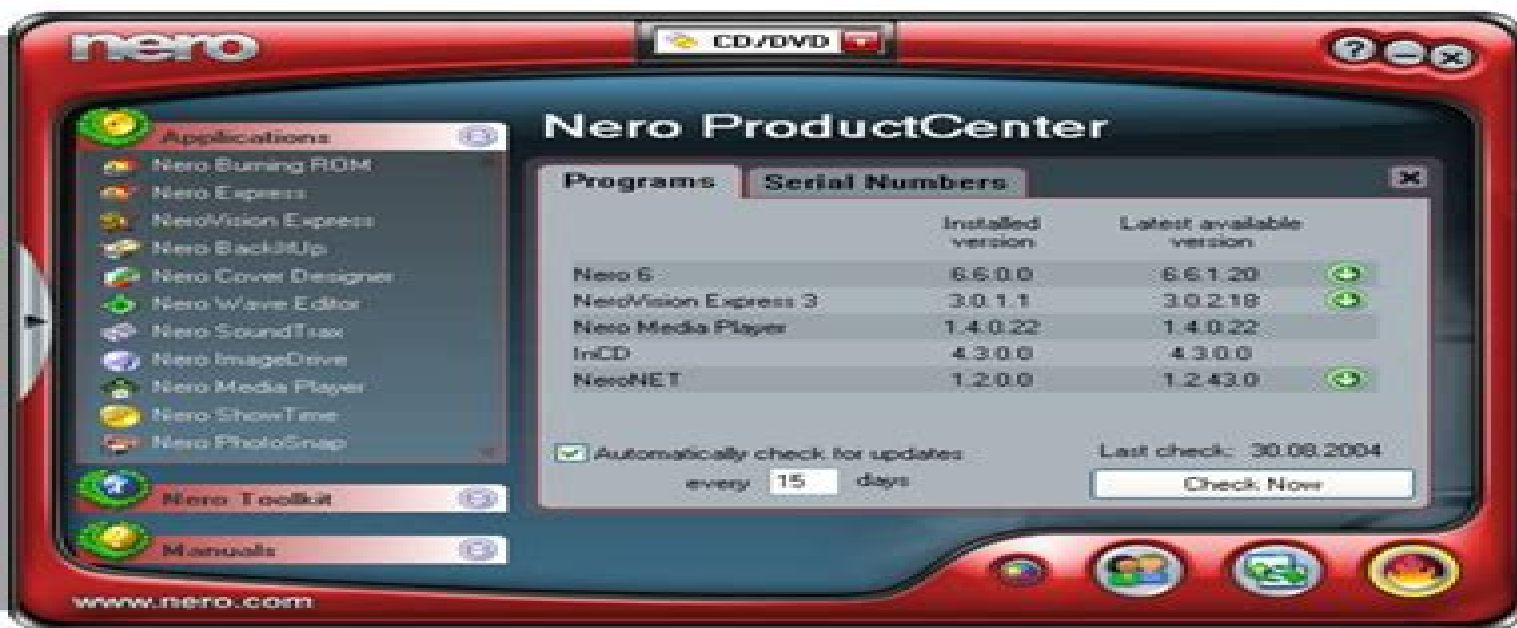 nero
CD/DVD
Applications
Nero Burning ROM
Nero Express
NeroVision Express
Nero BackItUp
Nero Cover Designer
Nero Wave Editor
Nero SoundTrax
Nero ImageDrive
Nero Media Player
Nero ShowTime
Nero PhotoSnap
Nero Toolkit
Manuals
www.nero.com
Nero ProductCenter
Programs Serial Numbers
Installed version Latest available version
Nero 6 6.6.0.0 6.6.1.20
NeroVision Express 3 3.0.1.1 3.0.2.18
Nero Media Player 1.4.0.22 1.4.0.22
InCD 4.3.0.0 4.3.0.0
NeroNET 1.2.0.0 1.2.43.0
Automatically check for updates
every 15 days
Last check: 30.08.2004
Check Now